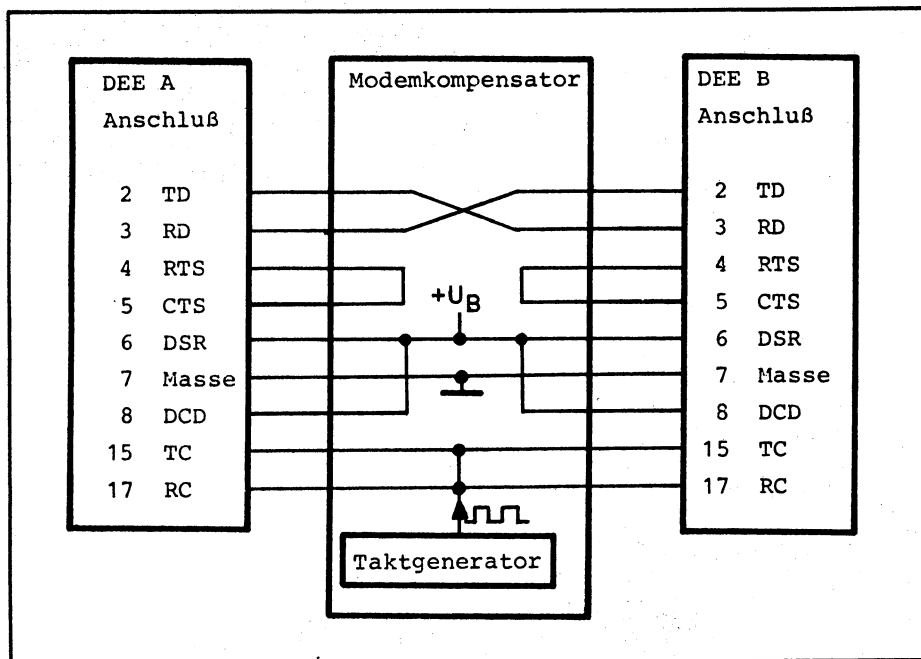 DEE A
Anschluß
2 TD
3 RD
4 RTS
5 CTS
6 DSR
7 Masse
8 DCD
15 TC
17 RC
Modemkompensator
+UB
Taktgenerator
DEE B
Anschluß
2 TD
3 RD
4 RTS
5 CTS
6 DSR
7 Masse
8 DCD
15 TC
17 RC